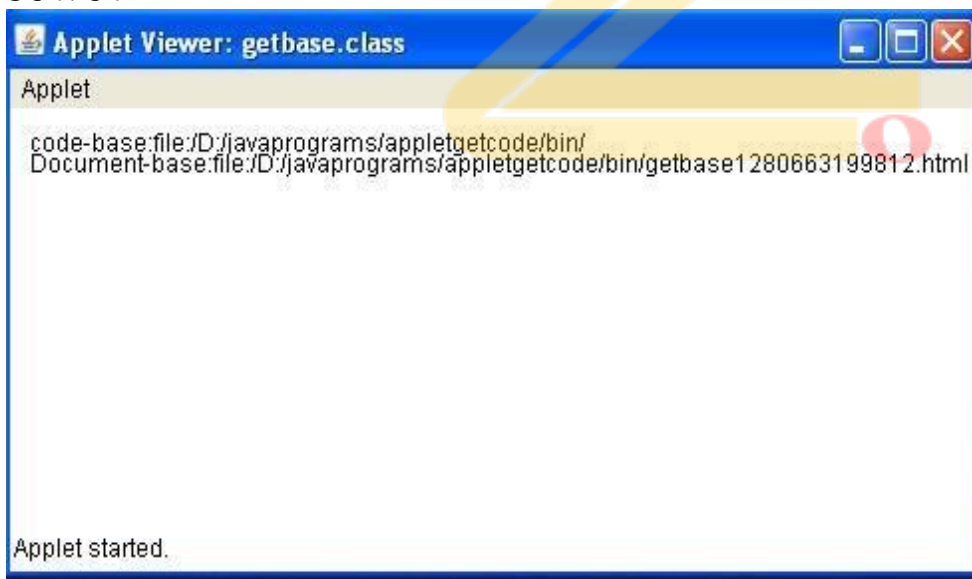 Applet Viewer: getbase.class
Applet
code-base:file:/D:/javaprograms/appletgetcode/bin/
Document-base:file:/D:/javaprograms/appletgetcode/bin/getbase1280663199812.html
Applet started.